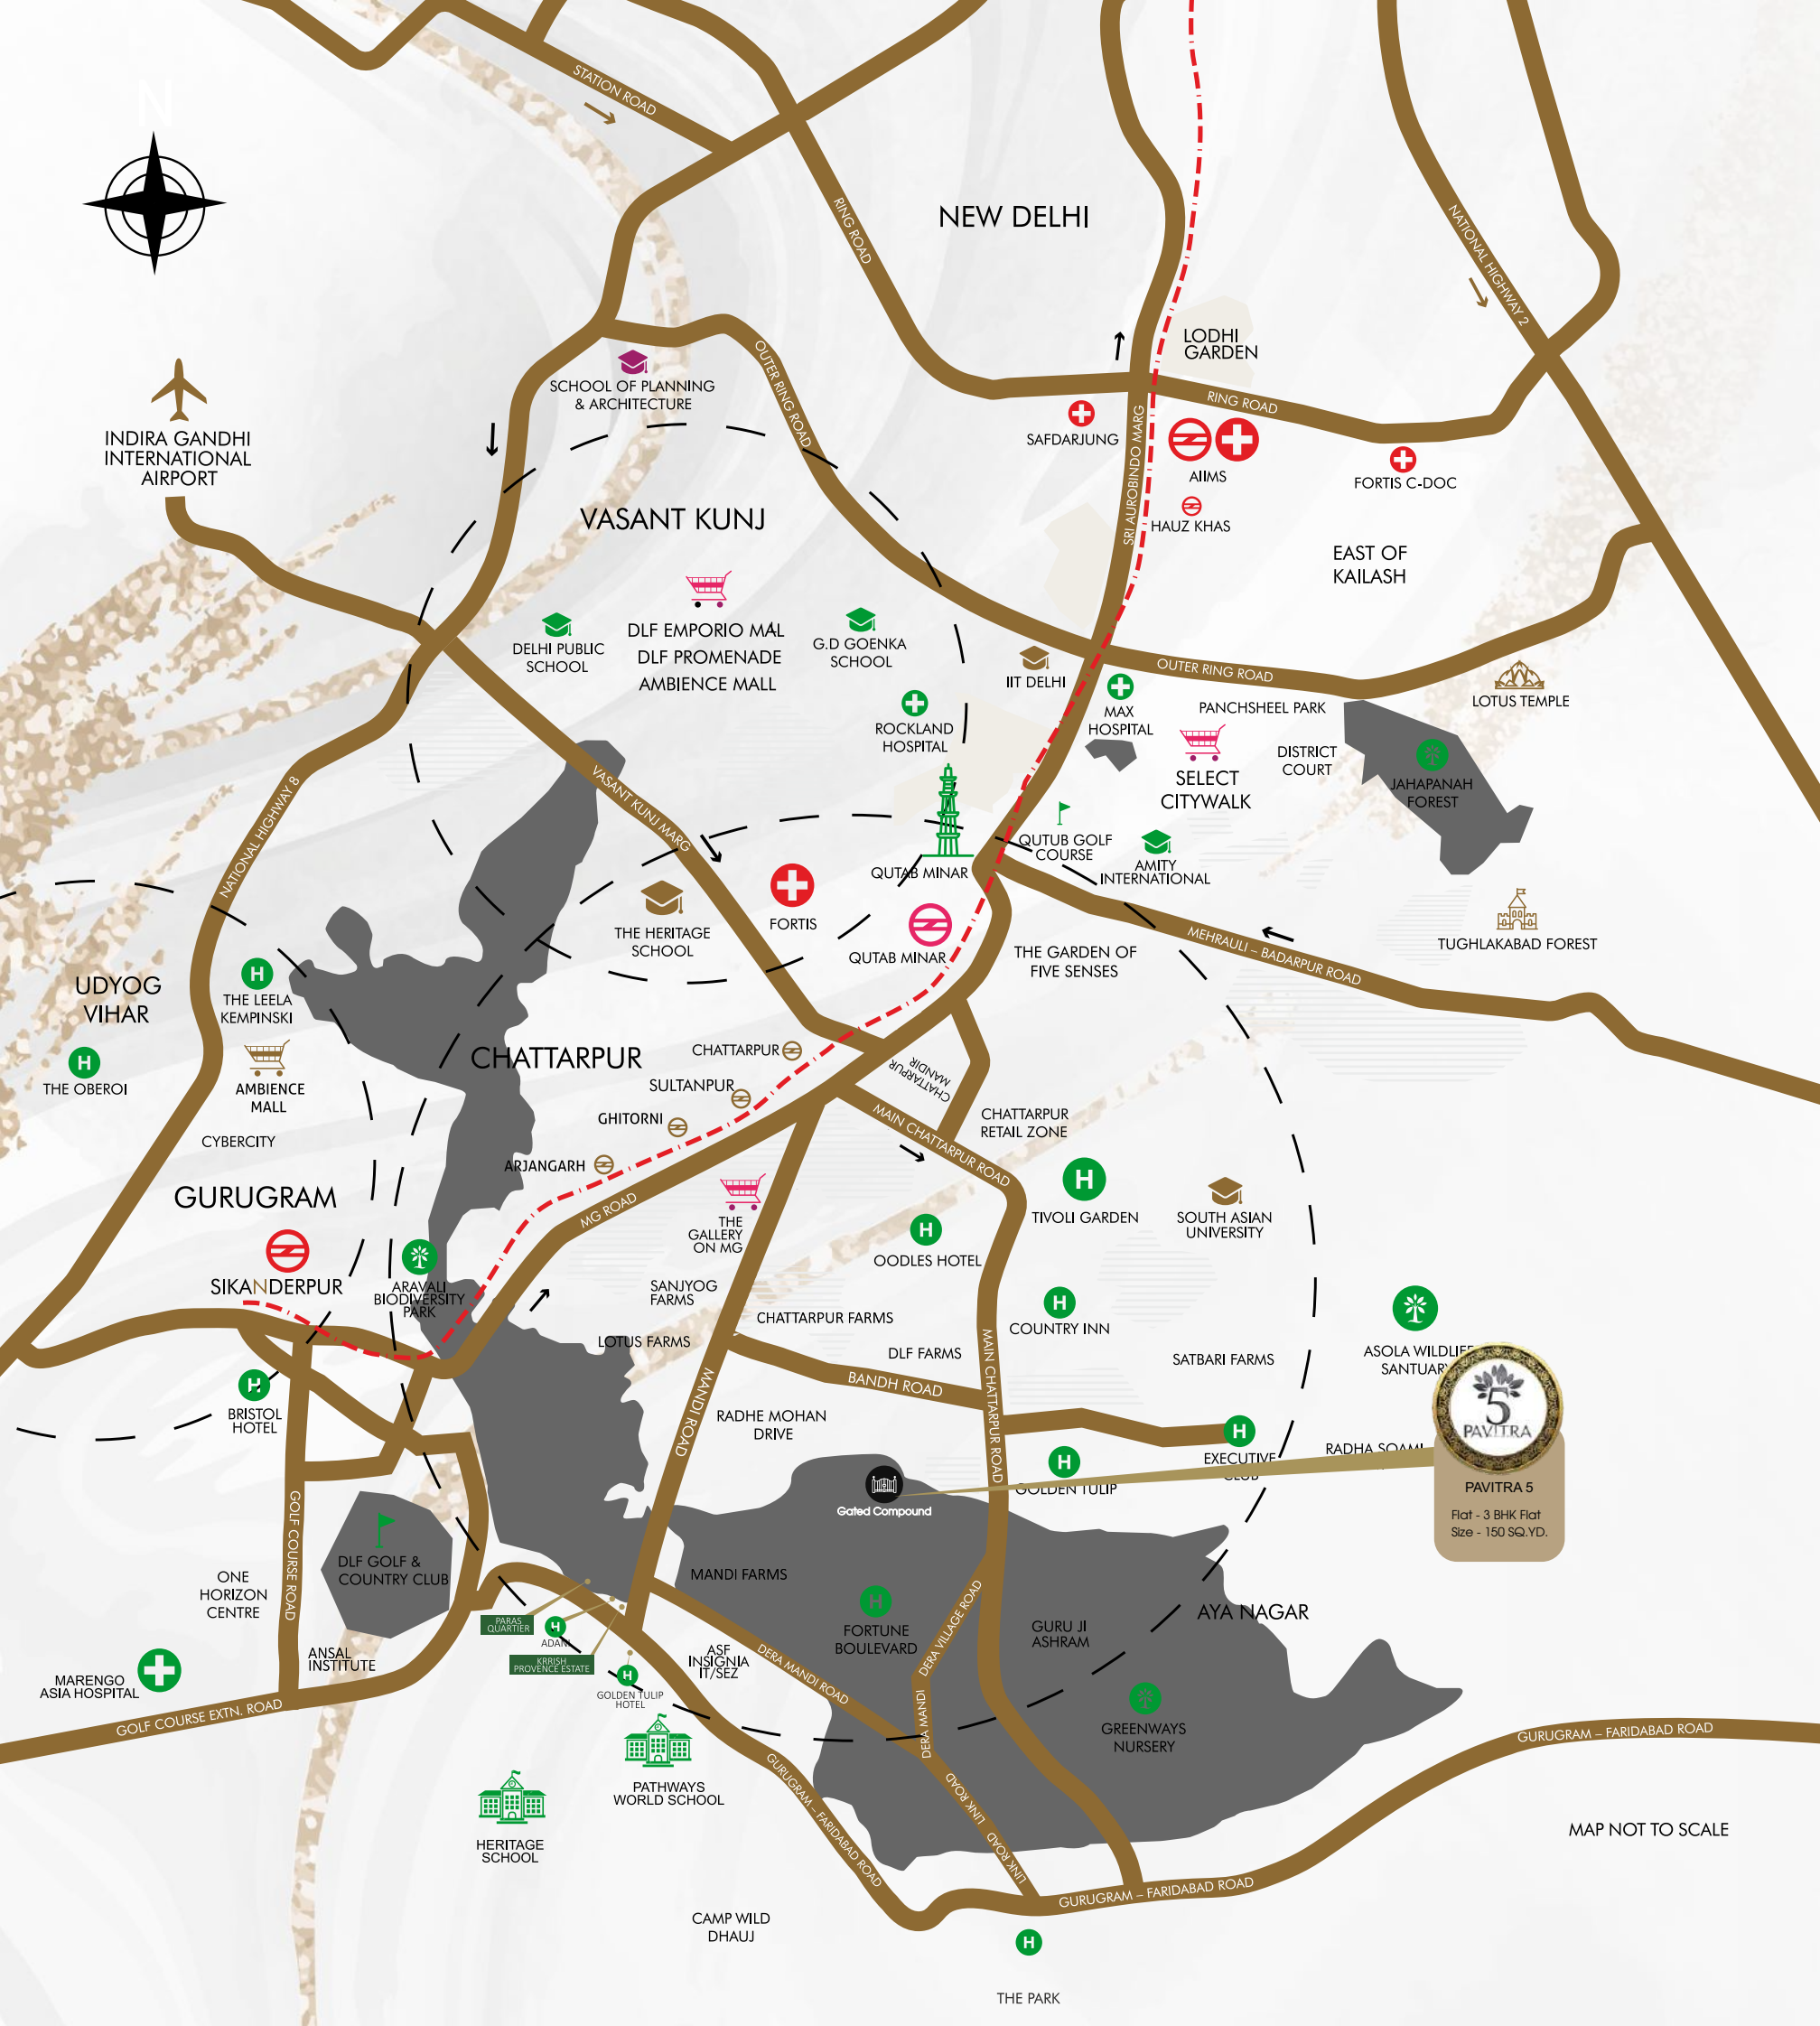 N
STATION ROAD
RING ROAD
NEW DELHI
NATIONAL HIGHWAY 2
LODHI
GARDEN
OUTER RING ROAD
SCHOOL OF PLANNING
& ARCHITECTURE
RING ROAD
INDIRA GANDHI
INTERNATIONAL
AIRPORT
SAFDARJUNG
SRI AUROBINDO MARG
AIIMS
FORTIS C-DOC
HAUZ KHAS
VASANT KUNJ
EAST OF
KAILASH
DELHI PUBLIC
SCHOOL
DLF EMPORIO MAL
DLF PROMENADE
AMBIENCE MALL
G.D GOENKA
SCHOOL
IIT DELHI
OUTER RING ROAD
LOTUS TEMPLE
MAX
HOSPITAL
PANCHSHEEL PARK
ROCKLAND
HOSPITAL
DISTRICT
COURT
SELECT
CITYWALK
JAHAPANAH
FOREST
NATIONAL HIGHWAY 8
VASANT KUNJ MARG
QUTUB GOLF
COURSE
QUTAB MINAR
AMITY
INTERNATIONAL
FORTIS
THE HERITAGE
SCHOOL
QUTAB MINAR
THE GARDEN OF
FIVE SENSES
MEHRAULI – BADARPUR ROAD
TUGHLAKABAD FOREST
UDYOG
VIHAR
THE LEELA
KEMPINSKI
THE OBEROI
AMBIENCE
MALL
CHATTARPUR
CHATTARPUR
CHATTARPUR
MANDIR
SULTANPUR
GHITORNI
MAIN CHATTARPUR ROAD
CHATTARPUR
RETAIL ZONE
CYBERCITY
ARJANGARH
GURUGRAM
MG ROAD
THE
GALLERY
ON MG
TIVOLI GARDEN
SOUTH ASIAN
UNIVERSITY
OODLES HOTEL
SIKANDERPUR
ARAVALI
BIODIVERSITY
PARK
SANJYOG
FARMS
CHATTARPUR FARMS
COUNTRY INN
LOTUS FARMS
DLF FARMS
SATBARI FARMS
ASOLA WILDLIFE
SANTUARY
MAIN CHATTARPUR ROAD
BANDH ROAD
MANDI ROAD
BRISTOL
HOTEL
RADHE MOHAN
DRIVE
5
PAVITRA
RADHA SOAMI
EXECUTIVE
CLUB
GOLDEN TULIP
PAVITRA 5
Flat - 3 BHK Flat
Size - 150 SQ.YD.
Gated Compound
GOLF COURSE ROAD
DLF GOLF &
COUNTRY CLUB
ONE
HORIZON
CENTRE
MANDI FARMS
FORTUNE
BOULEVARD
DERA VILLAGE ROAD
GURU JI
ASHRAM
AYA NAGAR
PARAS
QUARTIER
ADANI
KRRISH
PROVENCE ESTATE
ASF
INSIGNIA
IT/SEZ
DERA MANDI ROAD
DERA MANDI
ANSAL
INSTITUTE
MARENGO
ASIA HOSPITAL
GOLDEN TULIP
HOTEL
GOLF COURSE EXTN. ROAD
GREENWAYS
NURSERY
GURUGRAM – FARIDABAD ROAD
PATHWAYS
WORLD SCHOOL
GURUGRAM – FARIDABAD ROAD
LINK ROAD
LINK ROAD
HERITAGE
SCHOOL
MAP NOT TO SCALE
GURUGRAM – FARIDABAD ROAD
CAMP WILD
DHAUJ
THE PARK